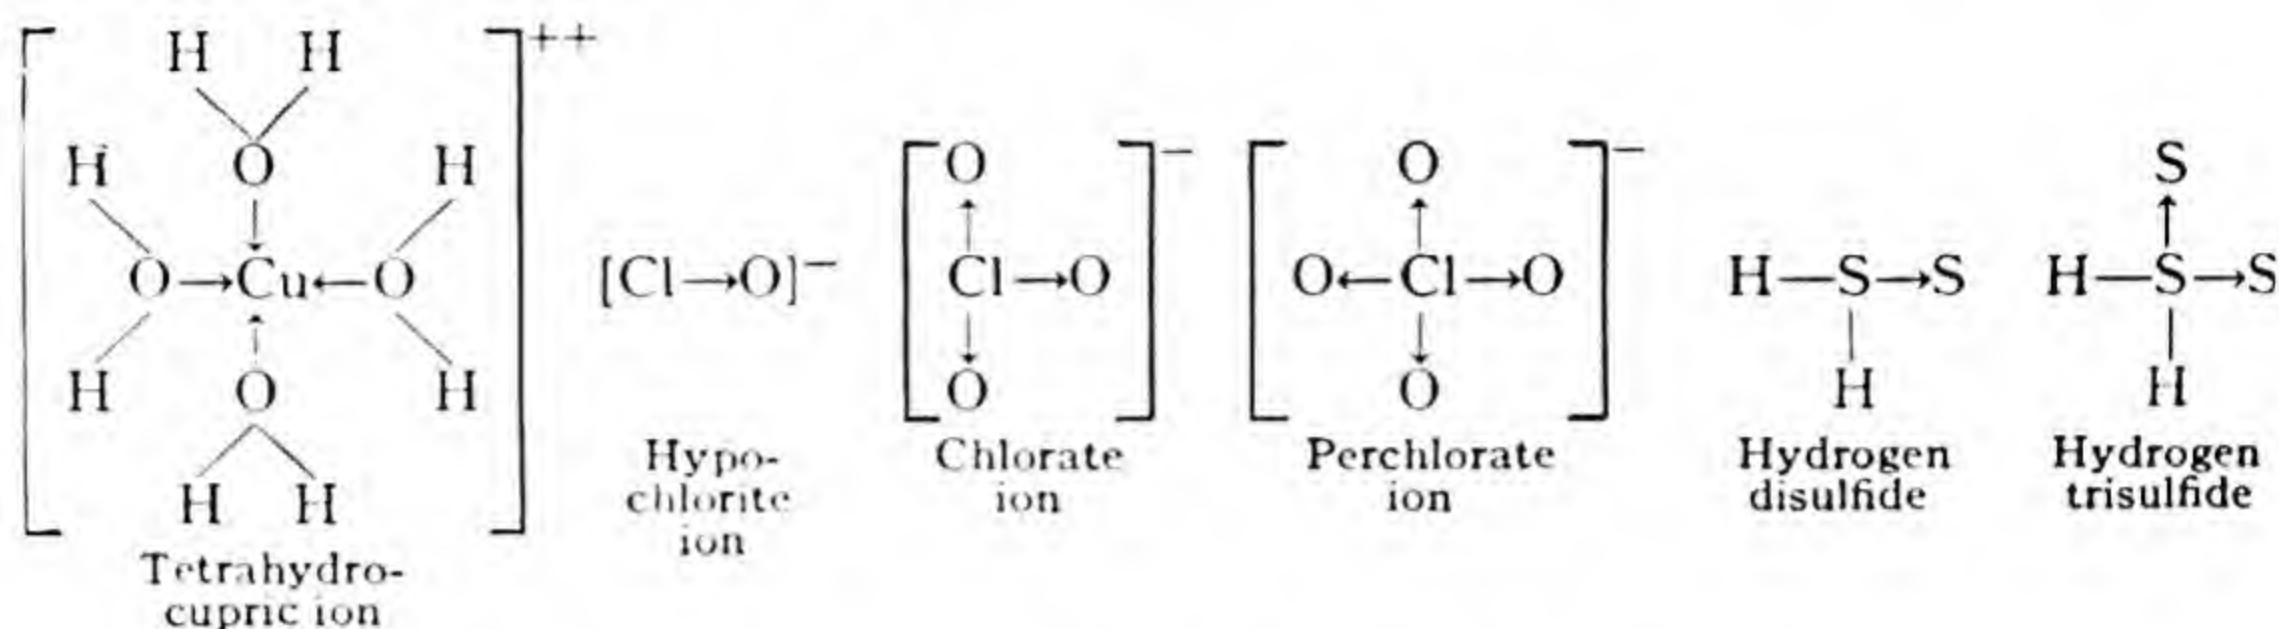 H H ++
H O H O − O − S
O→Cu←O [Cl→O]− Cl→O O←Cl→O H—S→S H—S→S
H O H O O H H
H H
Hypo-
chlorite
ion
Chlorate
ion
Perchlorate
ion
Hydrogen
disulfide
Hydrogen
trisulfide
Tetrahydro-
cupric ion